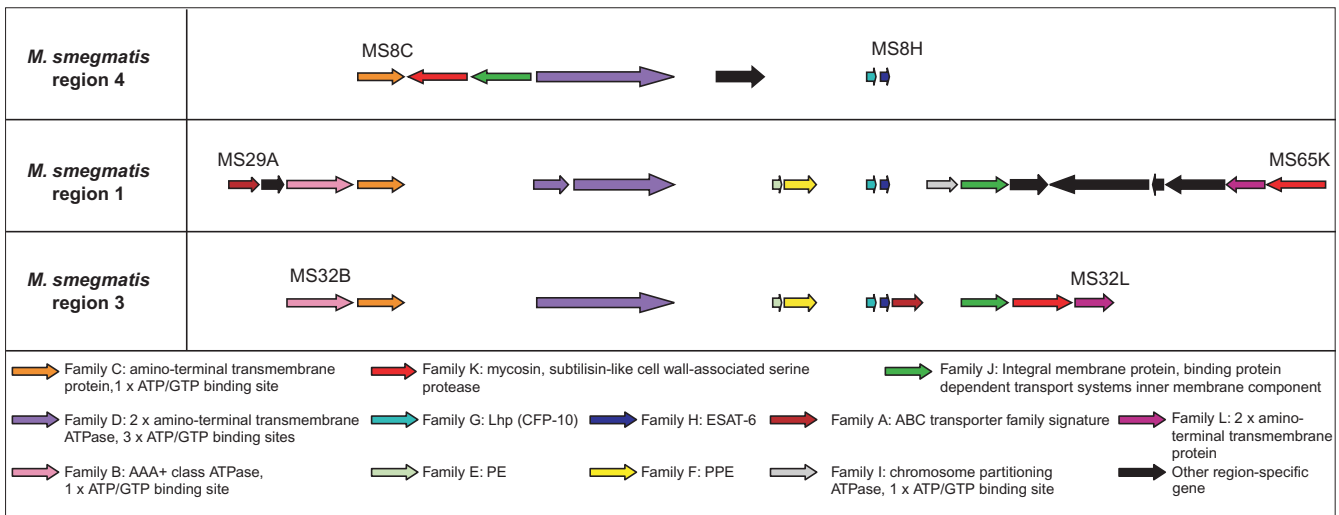 M. smegmatis
region 4
MS8C
MS8H
M. smegmatis
region 1
MS29A
MS65K
M. smegmatis
region 3
MS32B
MS32L
Family C: amino-terminal transmembrane
protein,1 x ATP/GTP binding site
Family K: mycosin, subtilisin-like cell wall-associated serine
protease
Family J: Integral membrane protein, binding protein
dependent transport systems inner membrane component
Family D: 2 x amino-terminal transmembrane
ATPase, 3 x ATP/GTP binding sites
Family G: Lhp (CFP-10)
Family H: ESAT-6
Family A: ABC transporter family signature
Family L: 2 x amino-
terminal transmembrane
protein
Family B: AAA+ class ATPase,
1 x ATP/GTP binding site
Family E: PE
Family F: PPE
Family I: chromosome partitioning
ATPase, 1 x ATP/GTP binding site
Other region-specific
gene